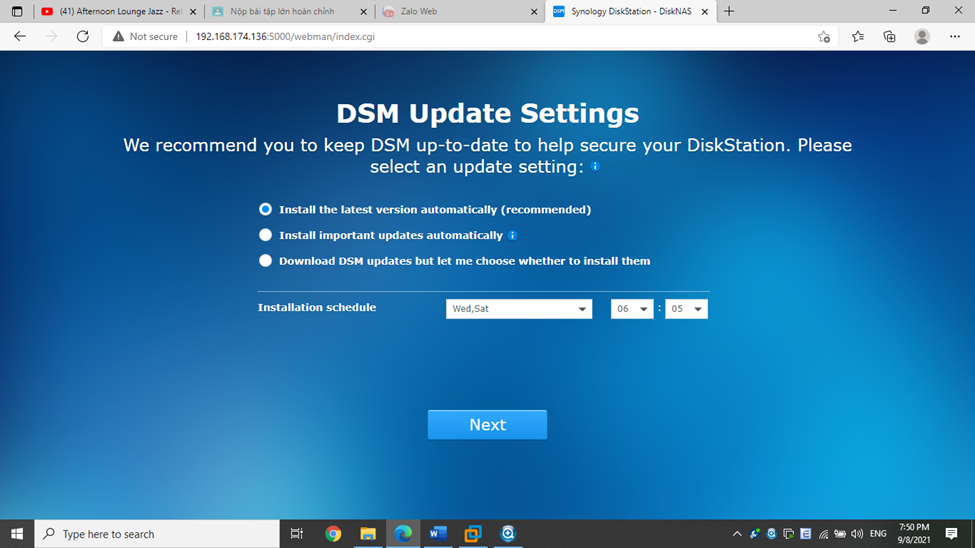 (41) Afternoon Lounge Jazz - Rel
Nộp bài tập lớn hoàn chỉnh
Zalo Web
DSM
Synology DiskStation - DiskNAS
Not secure
192.168.174.136:5000/webman/index.cgi
DSM Update Settings
We recommend you to keep DSM up-to-date to help secure your DiskStation. Please
select an update setting:
Install the latest version automatically (recommended)
Install important updates automatically
Download DSM updates but let me choose whether to install them
Installation schedule
Wed,Sat
06
:
05
Next
Type here to search
ENG
7:50 PM
9/8/2021